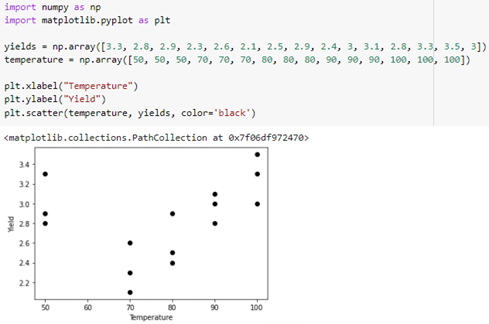 import numpy as np
import matplotlib.pyplot as plt
yields = np.array([3.3, 2.8, 2.9, 2.3, 2.6, 2.1, 2.5, 2.9, 2.4, 3, 3.1, 2.8, 3.3, 3.5, 3])
temperature = np.array([50, 50, 50, 70, 70, 70, 80, 80, 80, 90, 90, 90, 100, 100, 100])
plt.xlabel("Temperature")
plt.ylabel("Yield")
plt.scatter(temperature, yields, color='black')
<matplotlib.collections.PathCollection at 0x7f06df972470>
3.4
3.2
3.0
2.8
2.6
2.4
2.2
Yield
50 60 70 80 90 100
Temperature